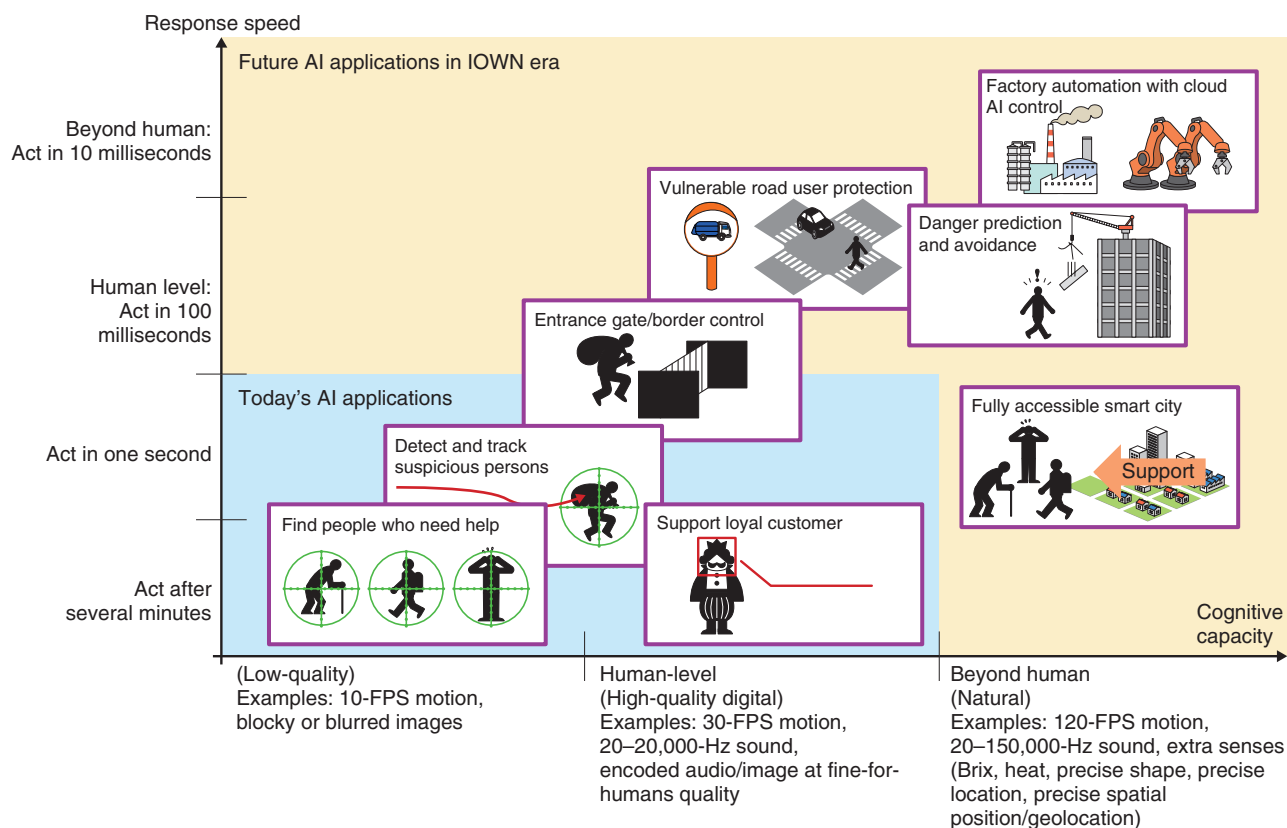 Response speed
Future AI applications in IOWN era
Factory automation with cloud
AI control
Beyond human:
Act in 10 milliseconds
Vulnerable road user protection
Danger prediction
and avoidance
Human level:
Act in 100
milliseconds
Entrance gate/border control
!
Today's AI applications
Fully accessible smart city
Detect and track
suspicious persons
Act in one second
Support
Find people who need help
Support loyal customer
Act after
several minutes
Cognitive
capacity
(Low-quality)
Examples: 10-FPS motion,
blocky or blurred images
Human-level
(High-quality digital)
Examples: 30-FPS motion,
20–20,000-Hz sound,
encoded audio/image at fine-for-
humans quality
Beyond human
(Natural)
Examples: 120-FPS motion,
20–150,000-Hz sound, extra senses
(Brix, heat, precise shape, precise
location, precise spatial
position/geolocation)